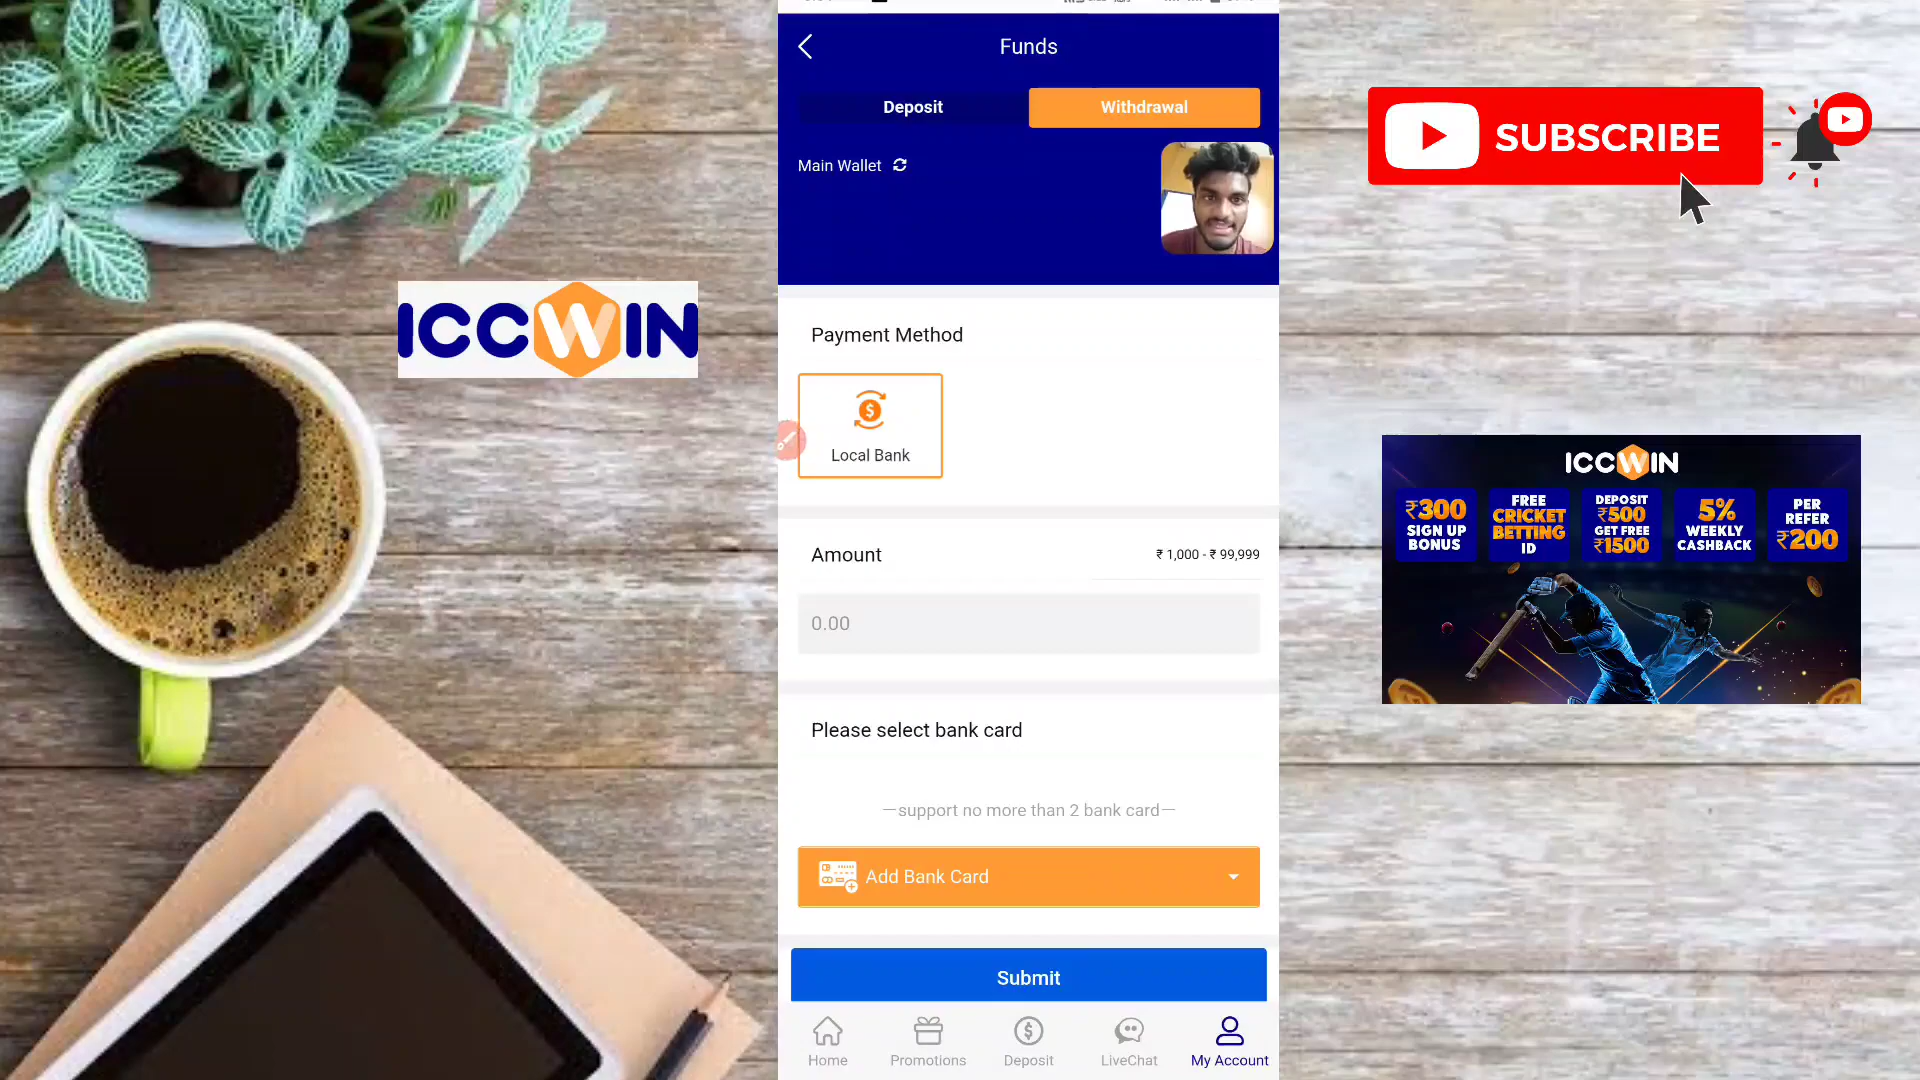 Funds
Deposit
Withdrawal
Main Wallet
ICCWIN
Payment Method
Local Bank
Amount
₹ 1,000 - ₹ 99,999
0.00
Please select bank card
—support no more than 2 bank card—
Add Bank Card
Submit
Home
Promotions
Deposit
LiveChat
My Account
SUBSCRIBE
ICCWIN
₹300
SIGN UP
BONUS
FREE
CRICKET
BETTING
ID
DEPOSIT
₹500
GET FREE
₹1500
5%
WEEKLY
CASHBACK
PER
REFER
₹200